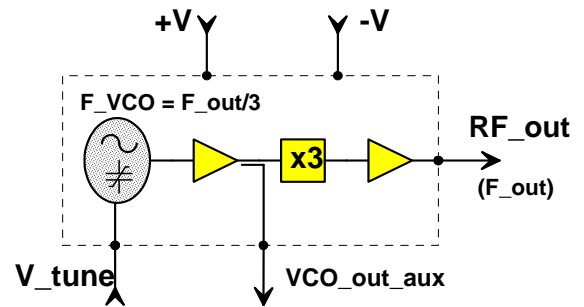 +V
-V
F_VCO = F_out/3
RF_out
x3
(F_out)
V_tune
VCO_out_aux